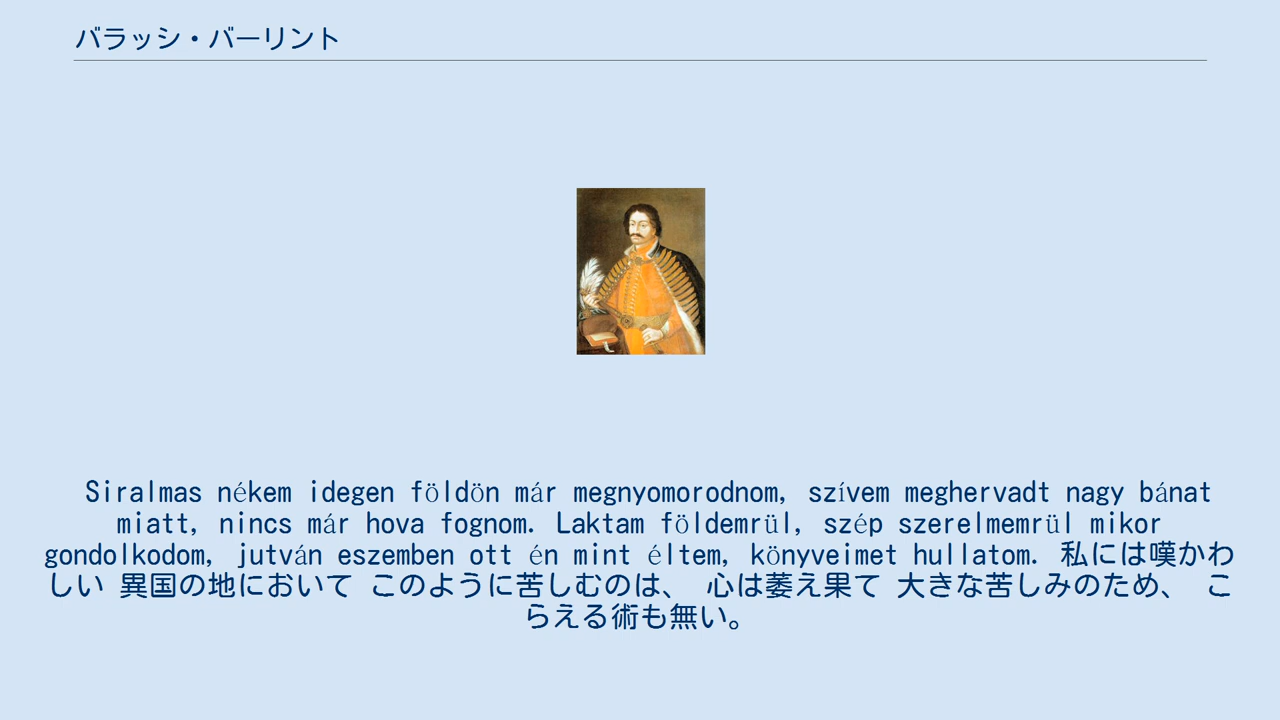 バラッシ・バーリント
Siralmas nékem idegen földön már megnyomorodnom, szívem meghervadt nagy bánat
miatt, nincs már hova fognom. Laktam földemrül, szép szerelmemrül mikor
gondolkodom, jutván eszemben ott én mint éltem, könyveimet hullatom. 私には嘆かわ
しい 異国の地において このように苦しむのは、 心は萎え果て 大きな苦しみのため、 こ
らえる術も無い。